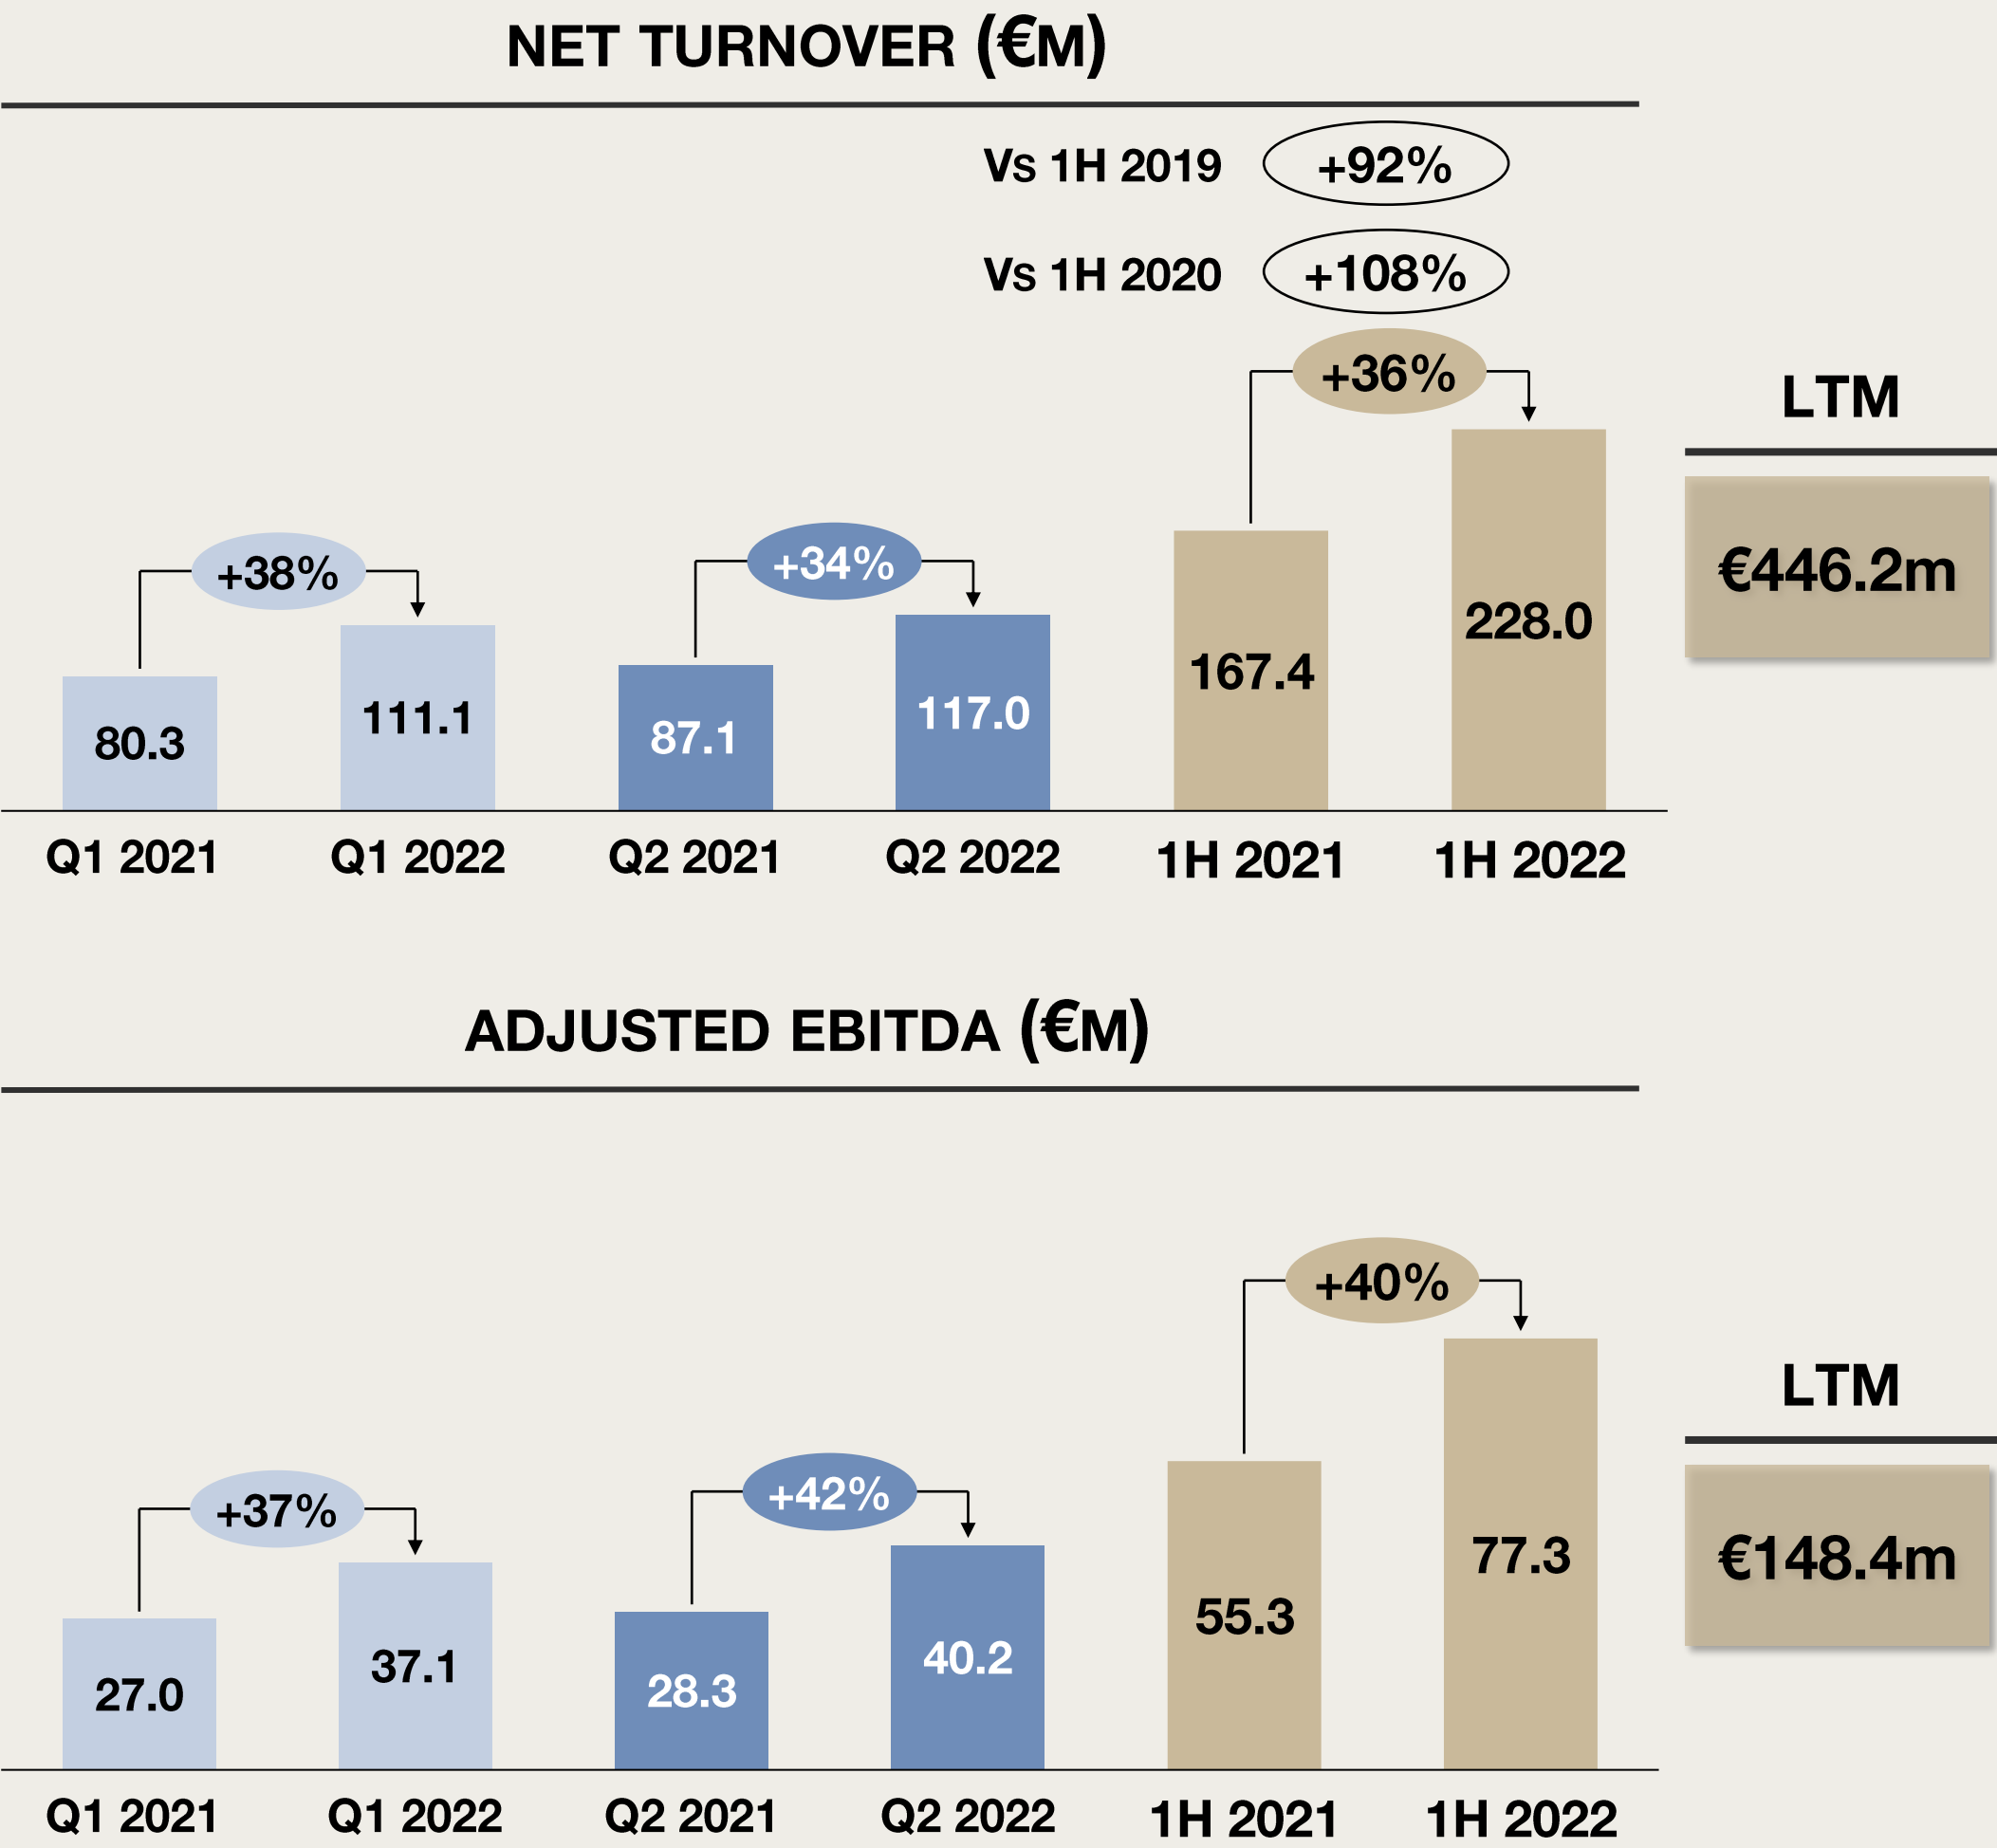 NET TURNOVER (€M)
Vs 1H 2019 +92%
Vs 1H 2020 +108%
+36%
LTM
+38%
+34%
€446.2m
80.3
111.1
87.1
117.0
167.4
228.0
Q1 2021 Q1 2022 Q2 2021 Q2 2022 1H 2021 1H 2022
ADJUSTED EBITDA (€M)
+40%
LTM
+37%
+42%
€148.4m
27.0
37.1
28.3
40.2
55.3
77.3
Q1 2021 Q1 2022 Q2 2021 Q2 2022 1H 2021 1H 2022